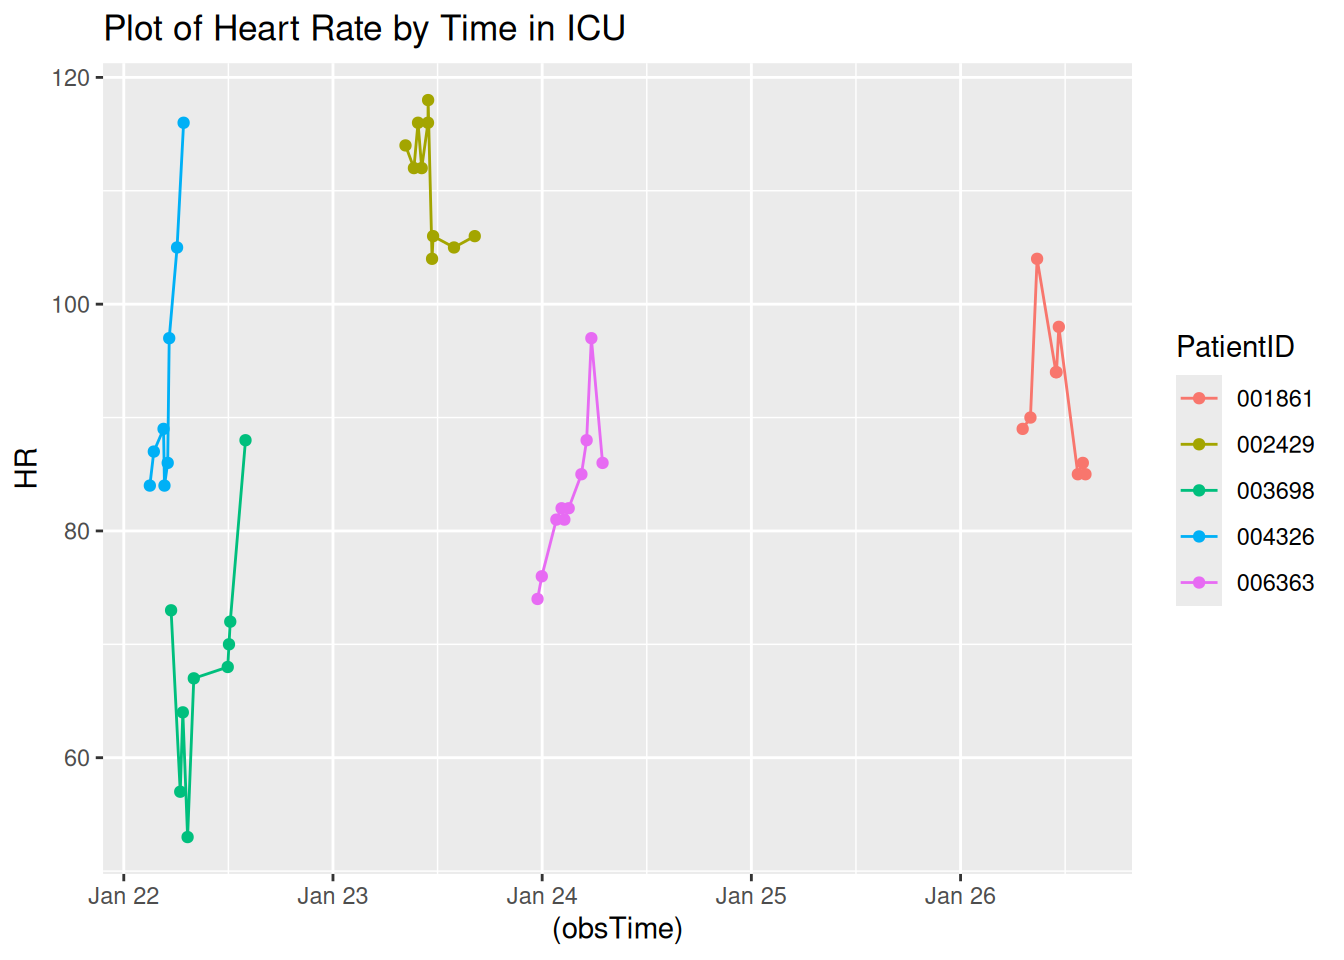 Plot of Heart Rate by Time in ICU
120
100
80
60
HR
Jan 22 Jan 23 Jan 24 Jan 25 Jan 26
(obsTime)
PatientID
001861
002429
003698
004326
006363